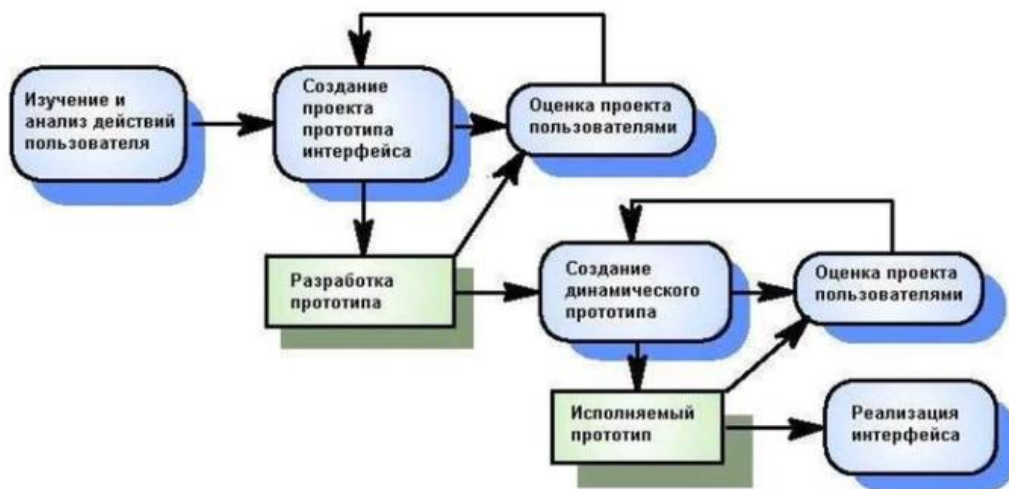 Изучение и
анализ действий
пользователя
Создание
проекта
прототипа
интерфейса
Оценка проекта
пользователями
Разработка
прототипа
Создание
динамического
прототипа
Оценка проекта
пользователями
Исполняемый
прототип
Реализация
интерфейса